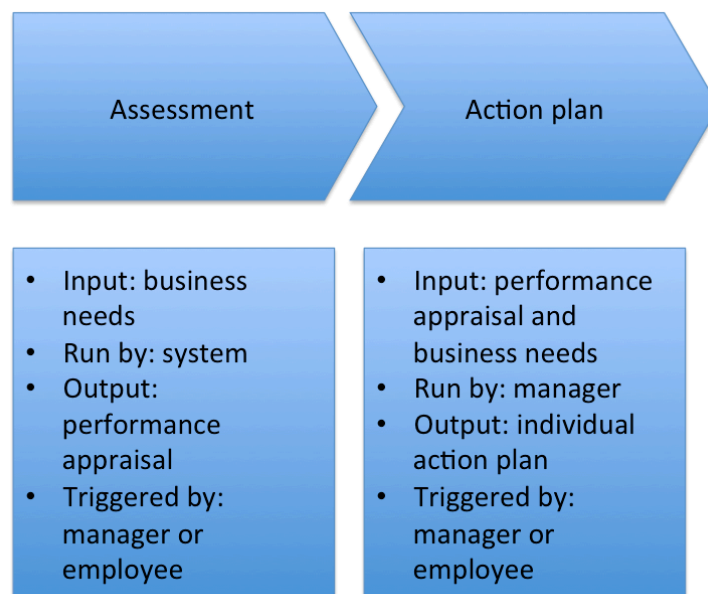 Assessment
Action plan
• Input: business
needs
• Run by: system
• Output:
performance
appraisal
• Triggered by:
manager or
employee
• Input: performance
appraisal and
business needs
• Run by: manager
• Output: individual
action plan
• Triggered by:
manager or
employee